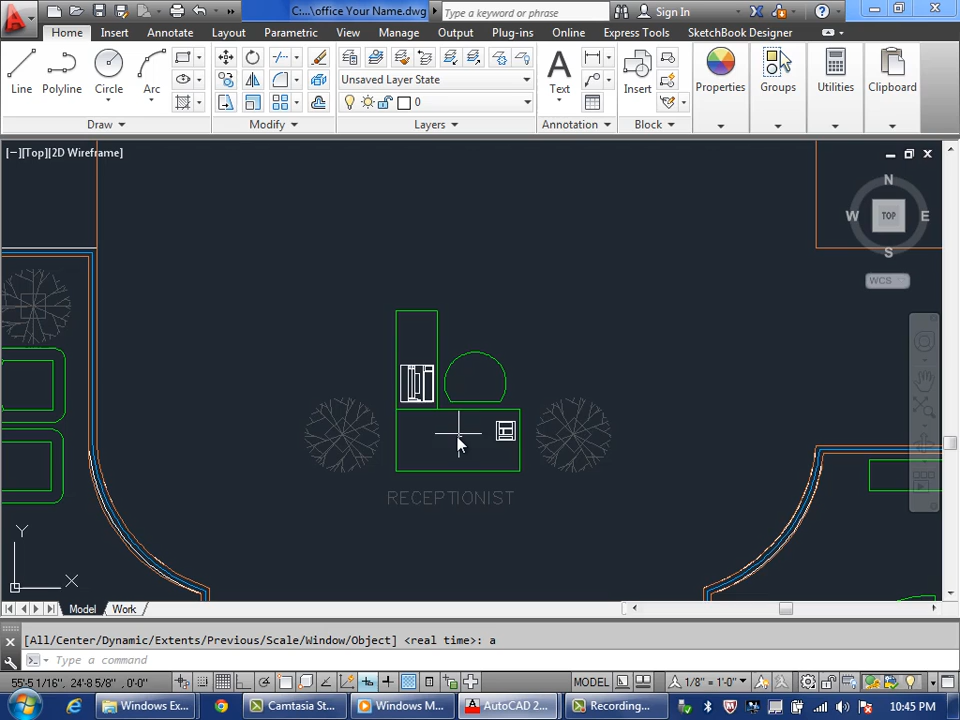 C:...\office Your Name.dwg
Type a keyword or phrase
Sign In
Home
Insert
Annotate
Layout
Parametric
View
Manage
Output
Plug-ins
Online
Express Tools
SketchBook Designer
Line
Polyline
Circle
Arc
Unsaved Layer State
0
Text
Insert
Properties
Groups
Utilities
Clipboard
Draw
Modify
Layers
Annotation
Block
[−][Top][2D Wireframe]
N
W
TOP
E
S
WCS
RECEPTIONIST
Y
X
Model
Work
[All/Center/Dynamic/Extents/Previous/Scale/Window/Object] <real time>: a
Type a command
55'-5 1/16", 24'-8 5/8" ,0'-0"
MODEL
1/8" = 1'-0"
Windows Ex...
Camtasia St...
Windows M...
AutoCAD 2...
Recording...
10:45 PM